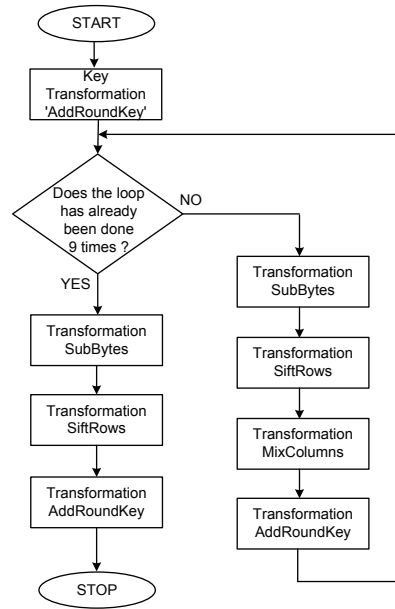 START
Key
Transformation
'AddRoundKey'
Does the loop
has already
been done
9 times ?
NO
YES
Transformation
SubBytes
Transformation
SiftRows
Transformation
AddRoundKey
STOP
Transformation
SubBytes
Transformation
SiftRows
Transformation
MixColumns
Transformation
AddRoundKey